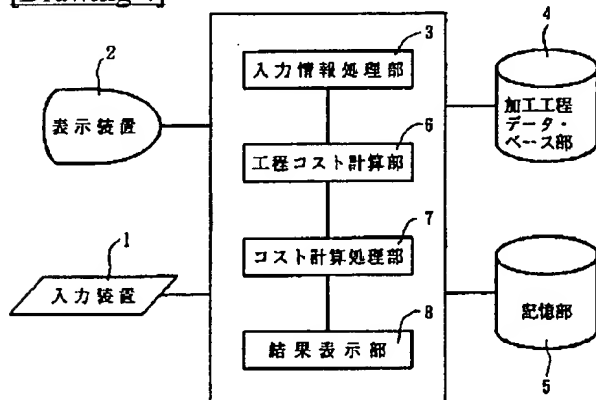 3
入力情報処理部
4
加工工程
データ・
ベース部
2
表示装置
6
工程コスト計算部
7
コスト計算処理部
1
入力装置
8
結果表示部
記憶部
5